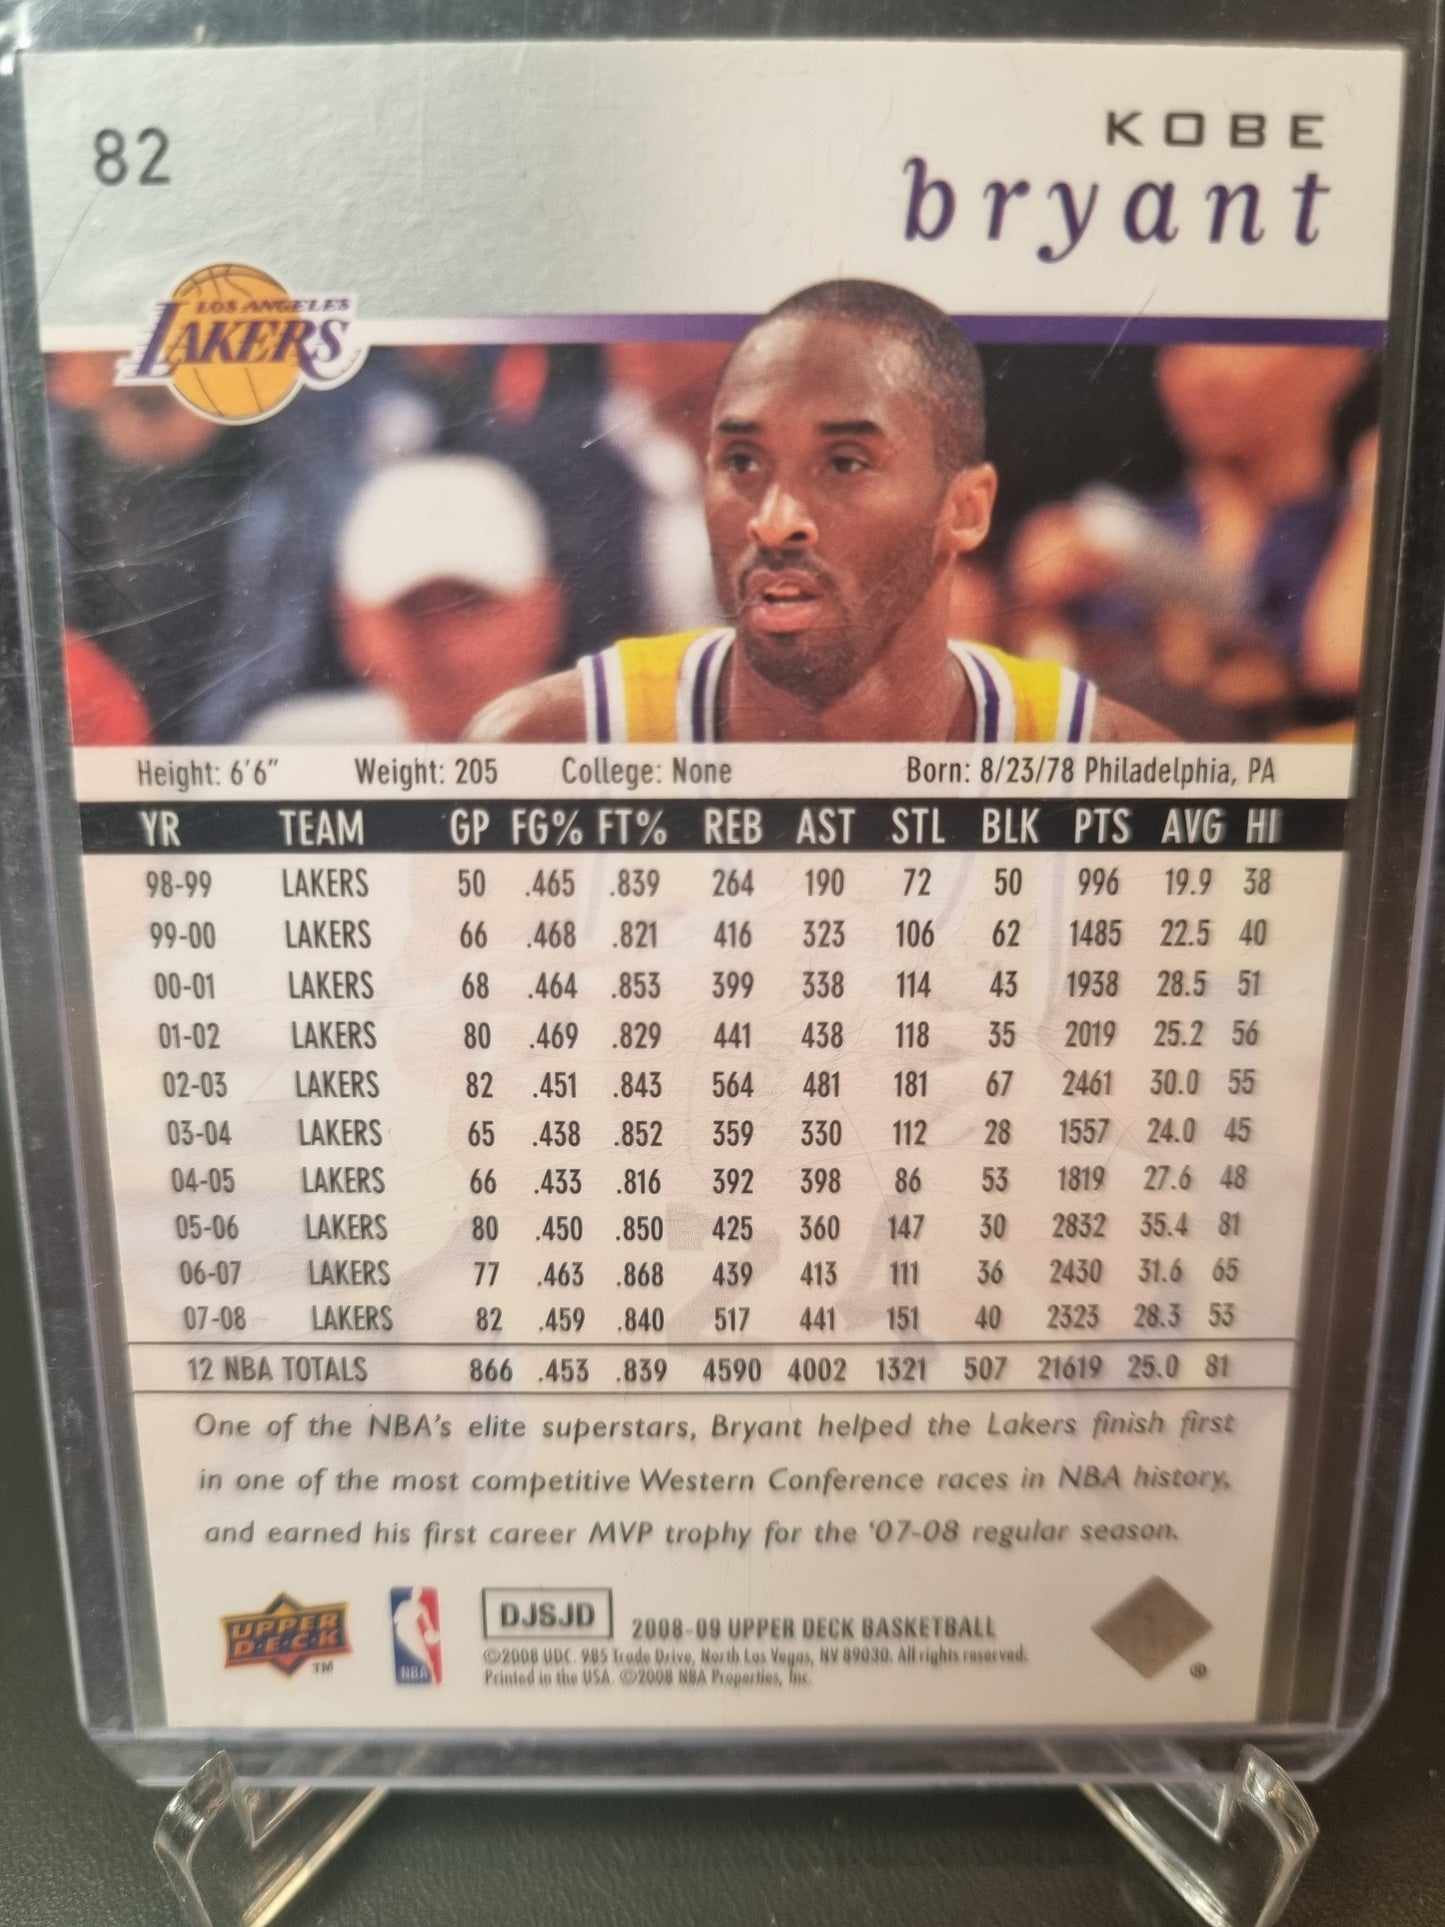 82
KOBE
bryant
LOS ANGELES
LAKERS
Height: 6'6" Weight: 205 College: None Born: 8/23/78 Philadelphia, PA
YR TEAM GP FG% FT% REB AST STL BLK PTS AVG HI
98-99 LAKERS 50 .465 .839 264 190 72 50 996 19.9 38
99-00 LAKERS 66 .468 .821 416 323 106 62 1485 22.5 40
00-01 LAKERS 68 .464 .853 399 338 114 43 1938 28.5 51
01-02 LAKERS 80 .469 .829 441 438 118 35 2019 25.2 56
02-03 LAKERS 82 .451 .843 564 481 181 67 2461 30.0 55
03-04 LAKERS 65 .438 .852 359 330 112 28 1557 24.0 45
04-05 LAKERS 66 .433 .816 392 398 86 53 1819 27.6 48
05-06 LAKERS 80 .450 .850 425 360 147 30 2832 35.4 81
06-07 LAKERS 77 .463 .868 439 413 111 36 2430 31.6 65
07-08 LAKERS 82 .459 .840 517 441 151 40 2323 28.3 53
12 NBA TOTALS 866 .453 .839 4590 4002 1321 507 21619 25.0 81
One of the NBA's elite superstars, Bryant helped the Lakers finish first
in one of the most competitive Western Conference races in NBA history,
and earned his first career MVP trophy for the '07-08 regular season.
UPPER
DECK
TM
NBA
DJSJD
2008-09 UPPER DECK BASKETBALL
©2008 UDC. 985 Trade Drive, North Las Vegas, NV 89030. All rights reserved.
Printed in the USA. ©2008 NBA Properties, Inc.
®